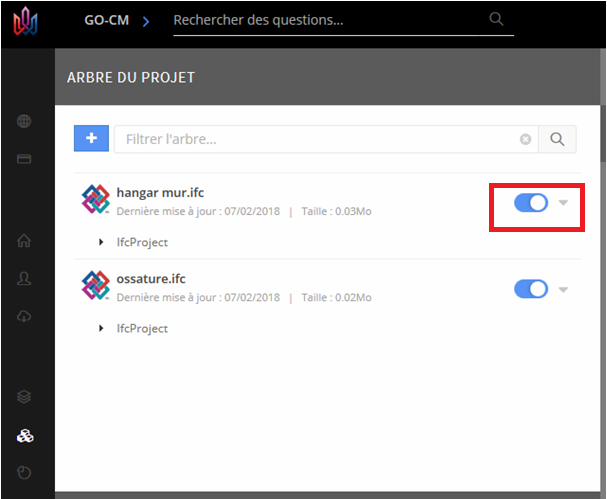 GO-CM
Rechercher des questions...
ARBRE DU PROJET
+
Filtrer l'arbre...
hangar mur.ifc
Dernière mise à jour : 07/02/2018 | Taille : 0.03Mo
IfcProject
ossature.ifc
Dernière mise à jour : 07/02/2018 | Taille : 0.02Mo
IfcProject